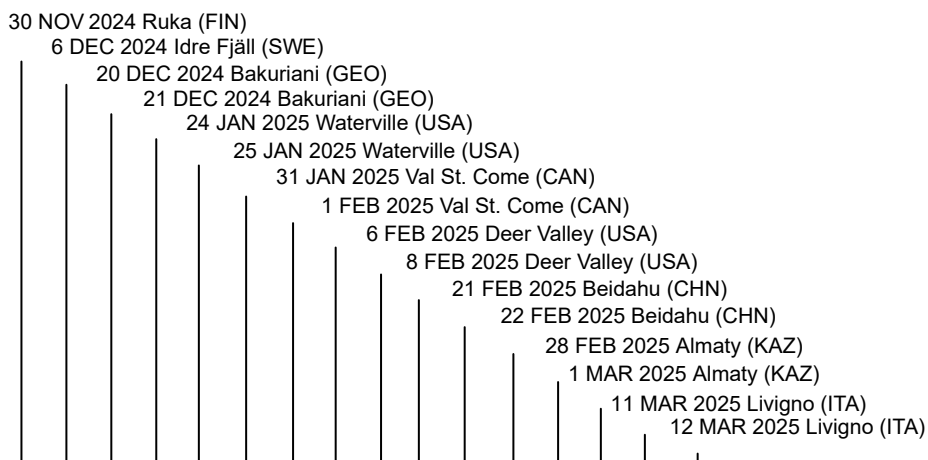 30 NOV 2024 Ruka (FIN)
6 DEC 2024 Idre Fjäll (SWE)
20 DEC 2024 Bakuriani (GEO)
21 DEC 2024 Bakuriani (GEO)
24 JAN 2025 Waterville (USA)
25 JAN 2025 Waterville (USA)
31 JAN 2025 Val St. Come (CAN)
1 FEB 2025 Val St. Come (CAN)
6 FEB 2025 Deer Valley (USA)
8 FEB 2025 Deer Valley (USA)
21 FEB 2025 Beidahu (CHN)
22 FEB 2025 Beidahu (CHN)
28 FEB 2025 Almaty (KAZ)
1 MAR 2025 Almaty (KAZ)
11 MAR 2025 Livigno (ITA)
12 MAR 2025 Livigno (ITA)